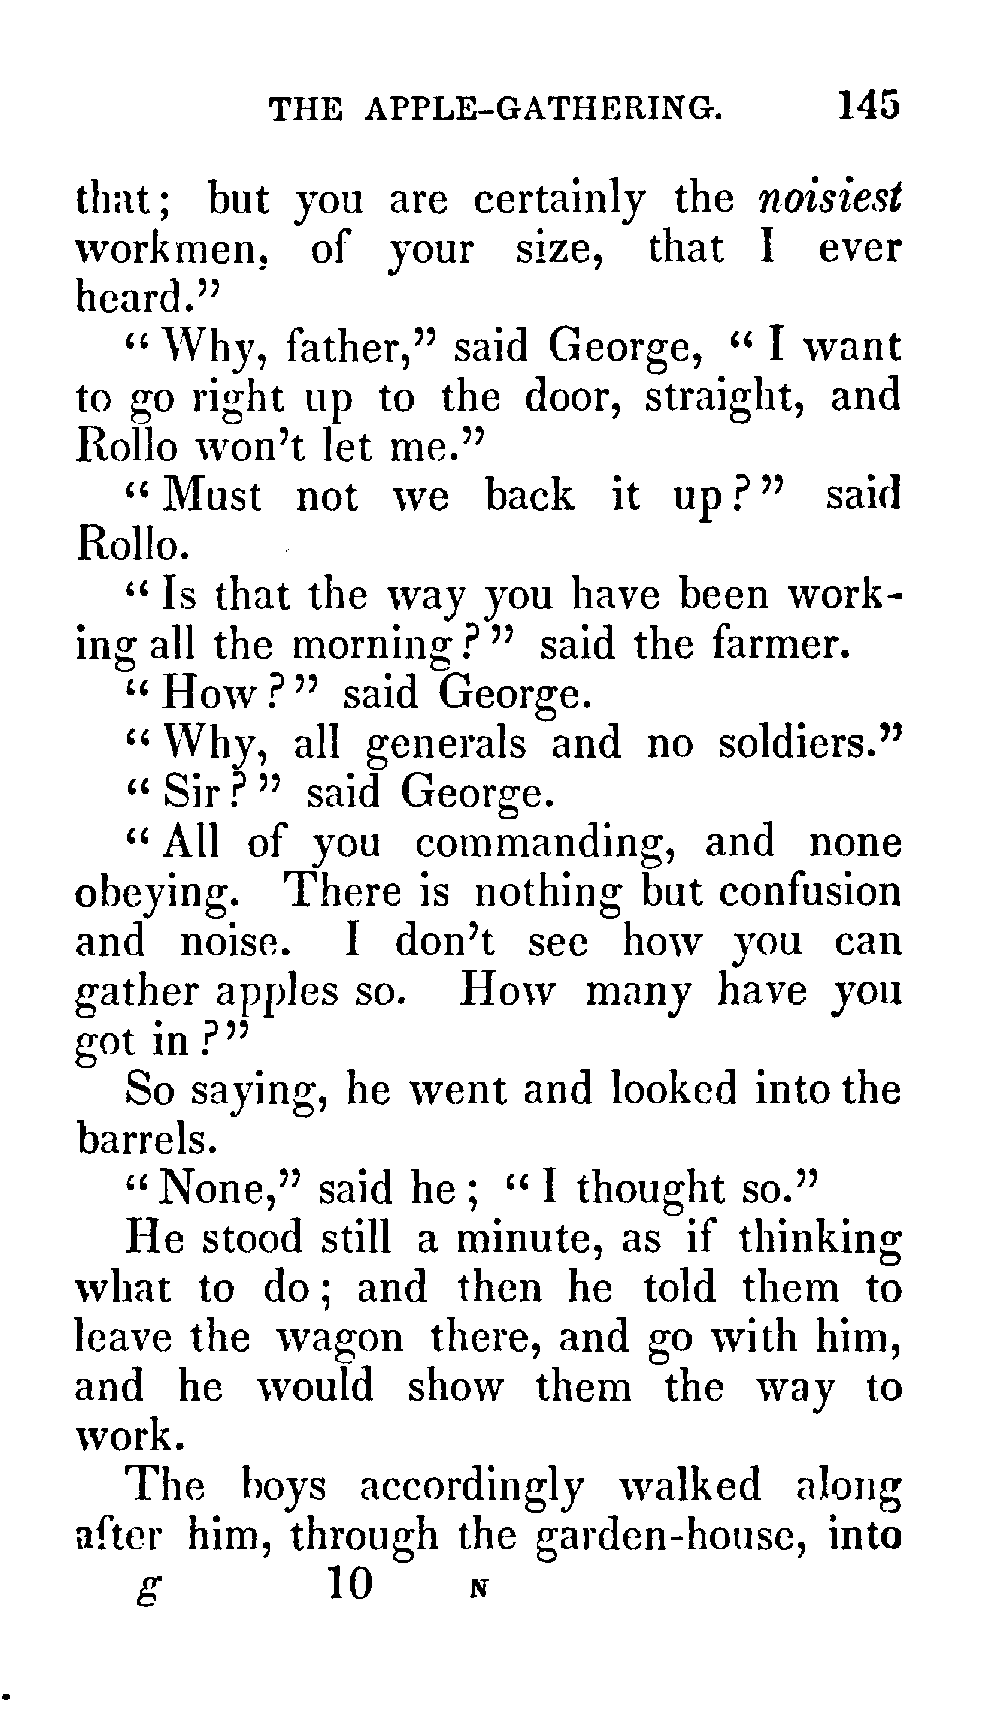 THE APPLE-GATHERING. 145
that; but you are certainly the noisiest
workmen, of your size, that I ever
heard."
"Why, father," said George, "I want
to go right up to the door, straight, and
Rollo won't let me."
"Must not we back it up?" said
Rollo.
"Is that the way you have been work-
ing all the morning?" said the farmer.
"How?" said George.
"Why, all generals and no soldiers."
"Sir?" said George.
"All of you commanding, and none
obeying. There is nothing but confusion
and noise. I don't see how you can
gather apples so. How many have you
got in?"
So saying, he went and looked into the
barrels.
"None," said he; "I thought so."
He stood still a minute, as if thinking
what to do; and then he told them to
leave the wagon there, and go with him,
and he would show them the way to
work.
The boys accordingly walked along
after him, through the garden-house, into
g 10 N